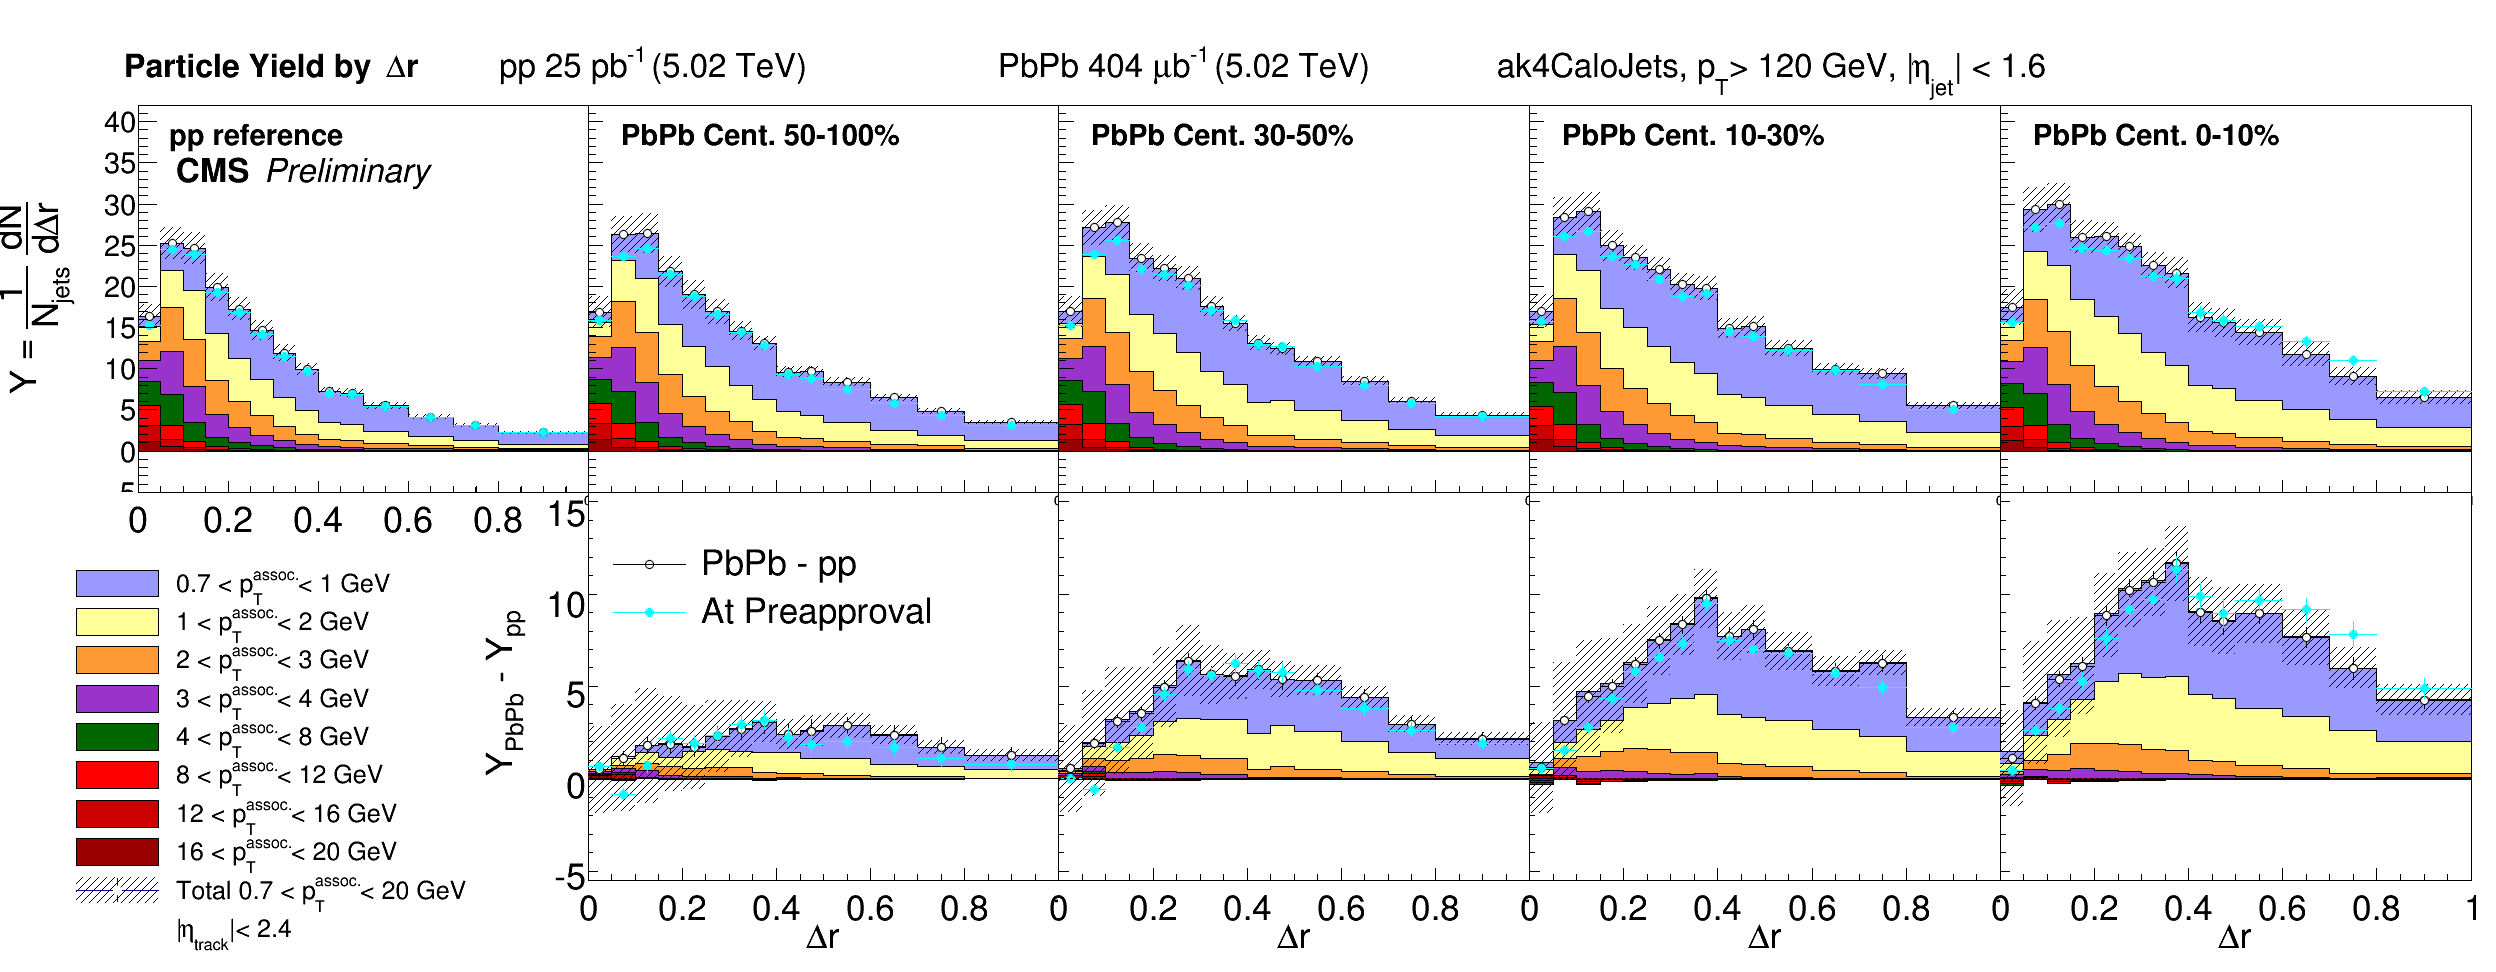 Particle Yield by Δr pp 25 pb-1 (5.02 TeV) PbPb 404 μb-1 (5.02 TeV) ak4CaloJets, pT > 120 GeV, |ηjet| < 1.6
pp reference
CMS Preliminary
PbPb Cent. 50-100%
PbPb Cent. 30-50%
PbPb Cent. 10-30%
PbPb Cent. 0-10%
Y = 1/Njets dN/dΔr
40
35
30
25
20
15
10
5
0
5
0 0.2 0.4 0.6 0.8
0.7 < pTassoc. < 1 GeV
1 < pTassoc. < 2 GeV
2 < pTassoc. < 3 GeV
3 < pTassoc. < 4 GeV
4 < pTassoc. < 8 GeV
8 < pTassoc. < 12 GeV
12 < pTassoc. < 16 GeV
16 < pTassoc. < 20 GeV
Total 0.7 < pTassoc. < 20 GeV
|ηtrack| < 2.4
YPbPb - Ypp
15
10
5
0
-5
PbPb - pp
At Preapproval
0 0.2 0.4 0.6 0.8 0 0.2 0.4 0.6 0.8 0 0.2 0.4 0.6 0.8 0 0.2 0.4 0.6 0.8 1
Δr Δr Δr Δr